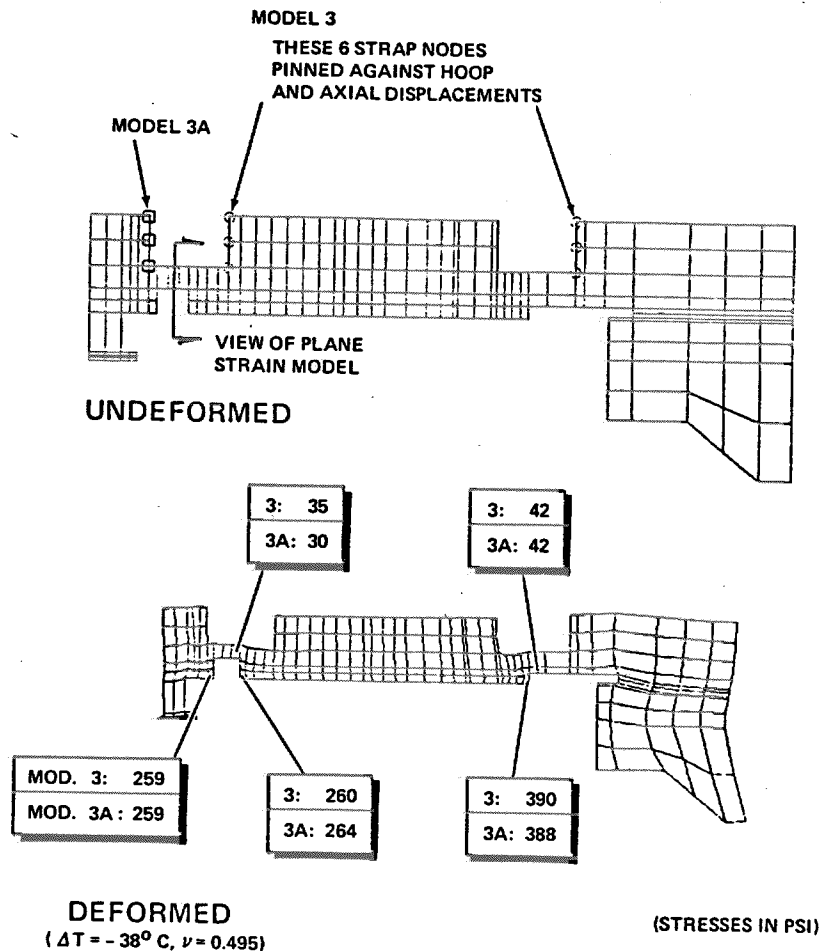 MODEL 3
THESE 6 STRAP NODES
PINNED AGAINST HOOP
AND AXIAL DISPLACEMENTS
MODEL 3A
VIEW OF PLANE
STRAIN MODEL
UNDEFORMED
3: 35
3A: 30
3: 42
3A: 42
MOD. 3: 259
MOD. 3A: 259
3: 260
3A: 264
3: 390
3A: 388
DEFORMED
( ΔT = - 38° C, ν = 0.495)
(STRESSES IN PSI)